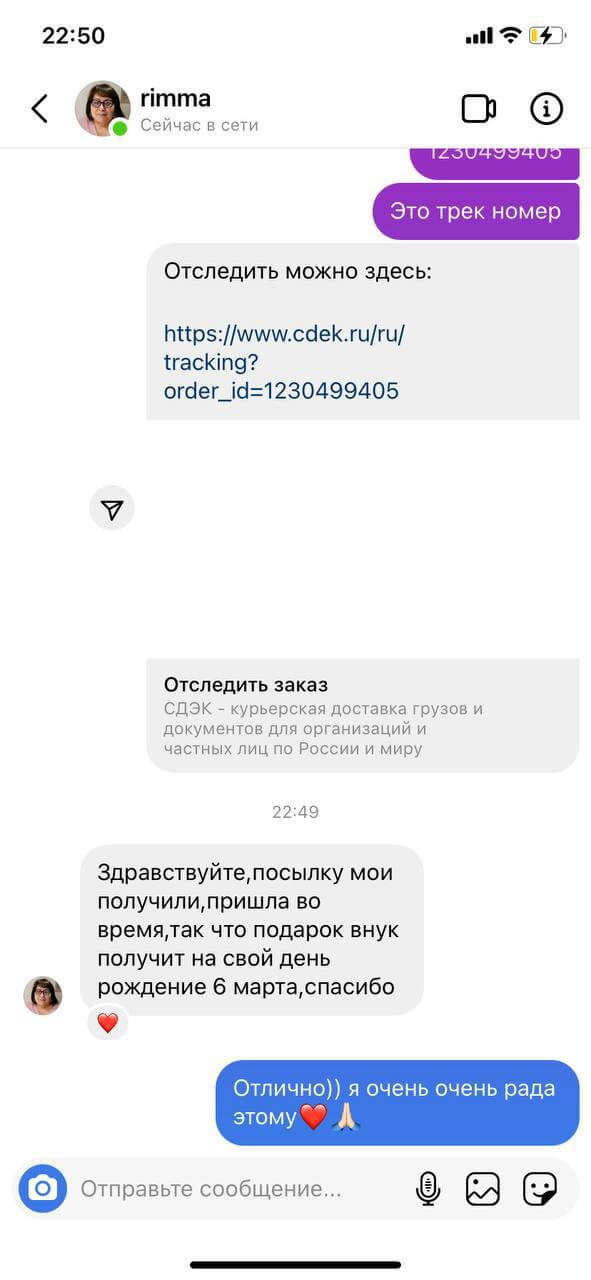 22:50
rimma
Сейчас в сети
1230499405
Это трек номер
Отследить можно здесь:
https://www.cdek.ru/ru/
tracking?
order_id=1230499405
Отследить заказ
СДЭК - курьерская доставка грузов и
документов для организаций и
частных лиц по России и миру
22:49
Здравствуйте,посылку мои
получили,пришла во
время,так что подарок внук
получит на свой день
рождение 6 марта,спасибо
❤️
Отлично)) я очень очень рада
этому❤️🙏🏻
Отправьте сообщение...